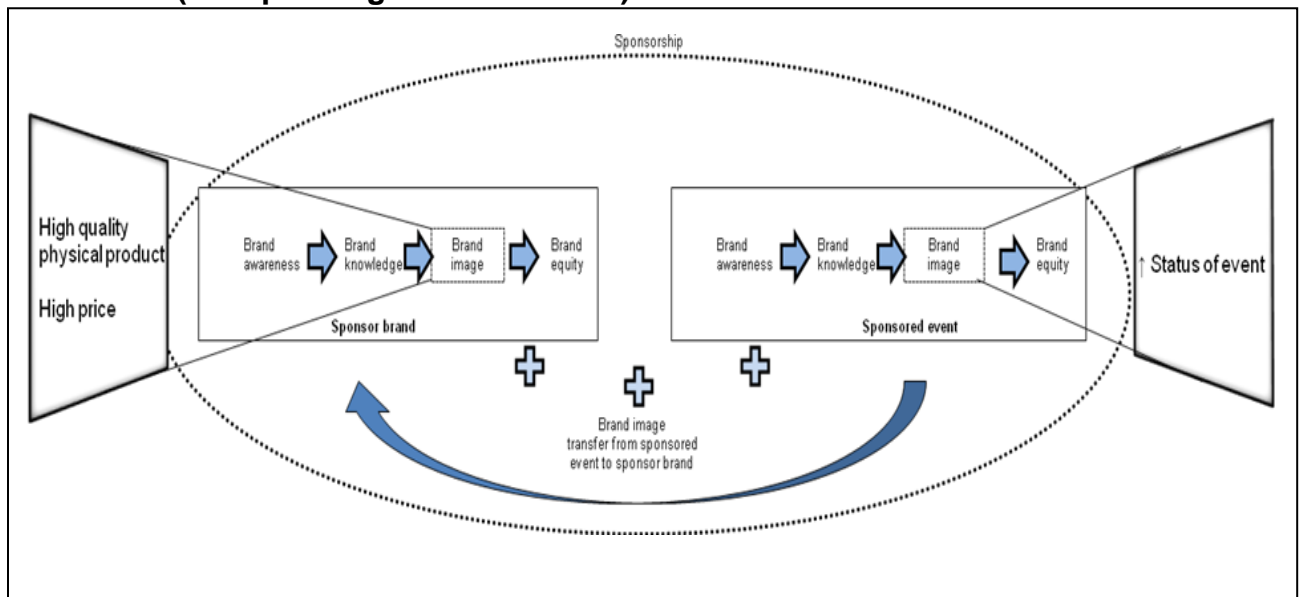 Sponsorship
High quality
physical product
High price
Brand
awareness
Brand
knowledge
Brand
image
Brand
equity
Sponsor brand
Brand
awareness
Brand
knowledge
Brand
image
Brand
equity
Sponsored event
↑ Status of event
Brand image
transfer from sponsored
event to sponsor brand